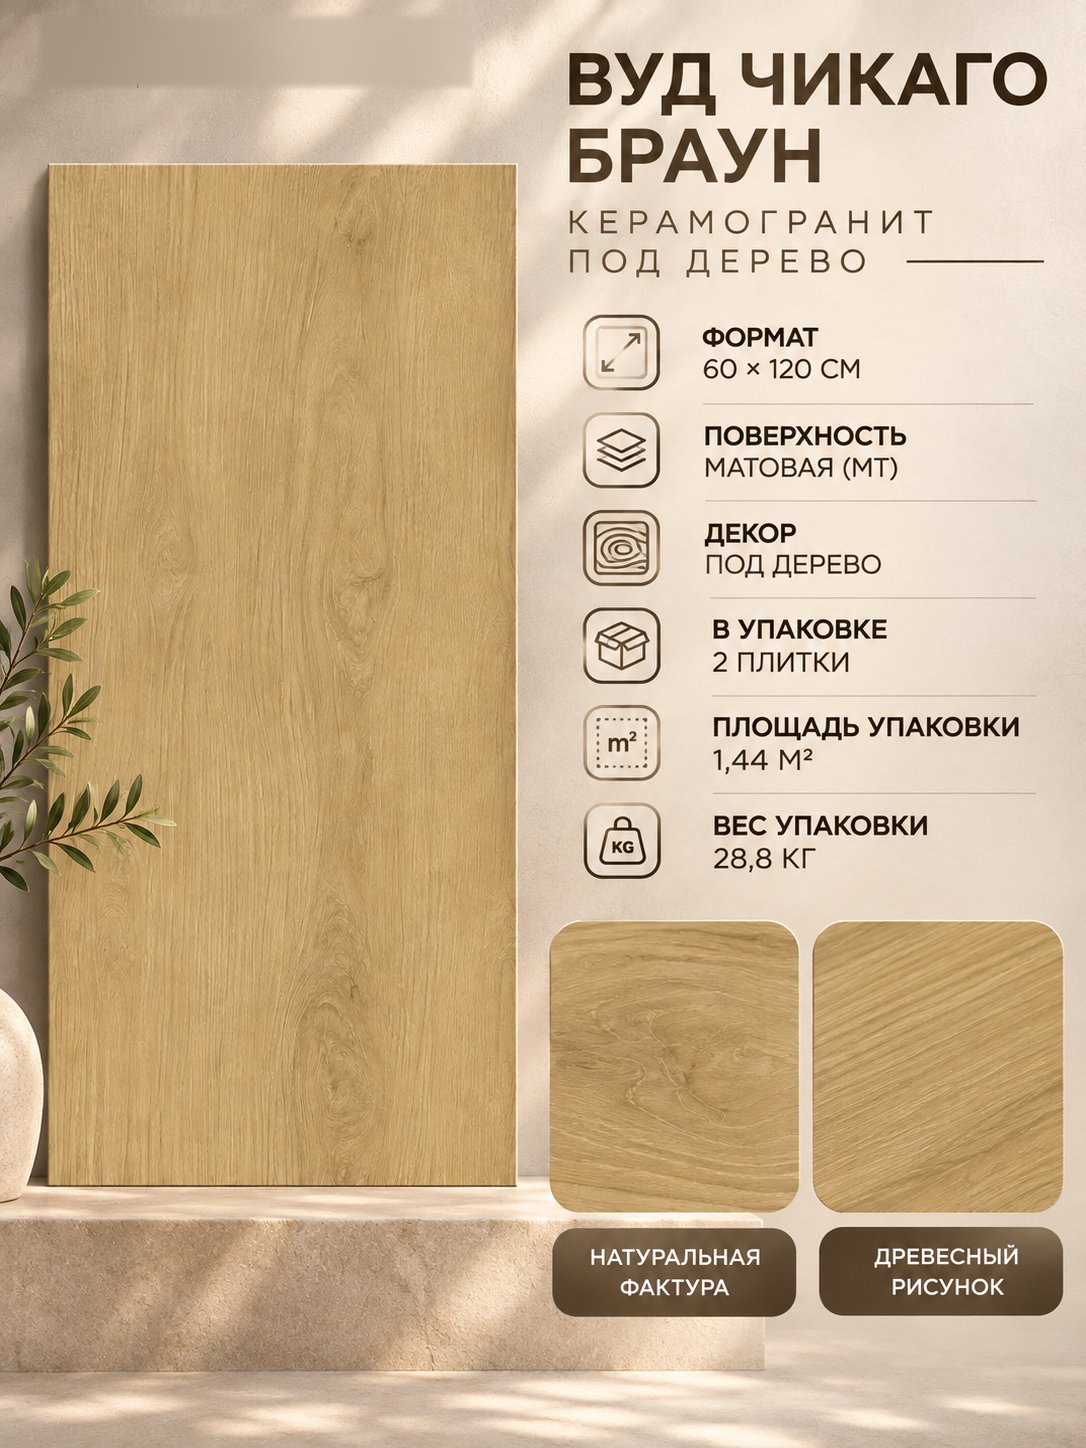 ВУД ЧИКАГО
БРАУН
КЕРАМОГРАНИТ
ПОД ДЕРЕВО
ФОРМАТ
60 × 120 СМ
ПОВЕРХНОСТЬ
МАТОВАЯ (МТ)
ДЕКОР
ПОД ДЕРЕВО
В УПАКОВКЕ
2 ПЛИТКИ
m²
ПЛОЩАДЬ УПАКОВКИ
1,44 М²
KG
ВЕС УПАКОВКИ
28,8 КГ
НАТУРАЛЬНАЯ
ФАКТУРА
ДРЕВЕСНЫЙ
РИСУНОК